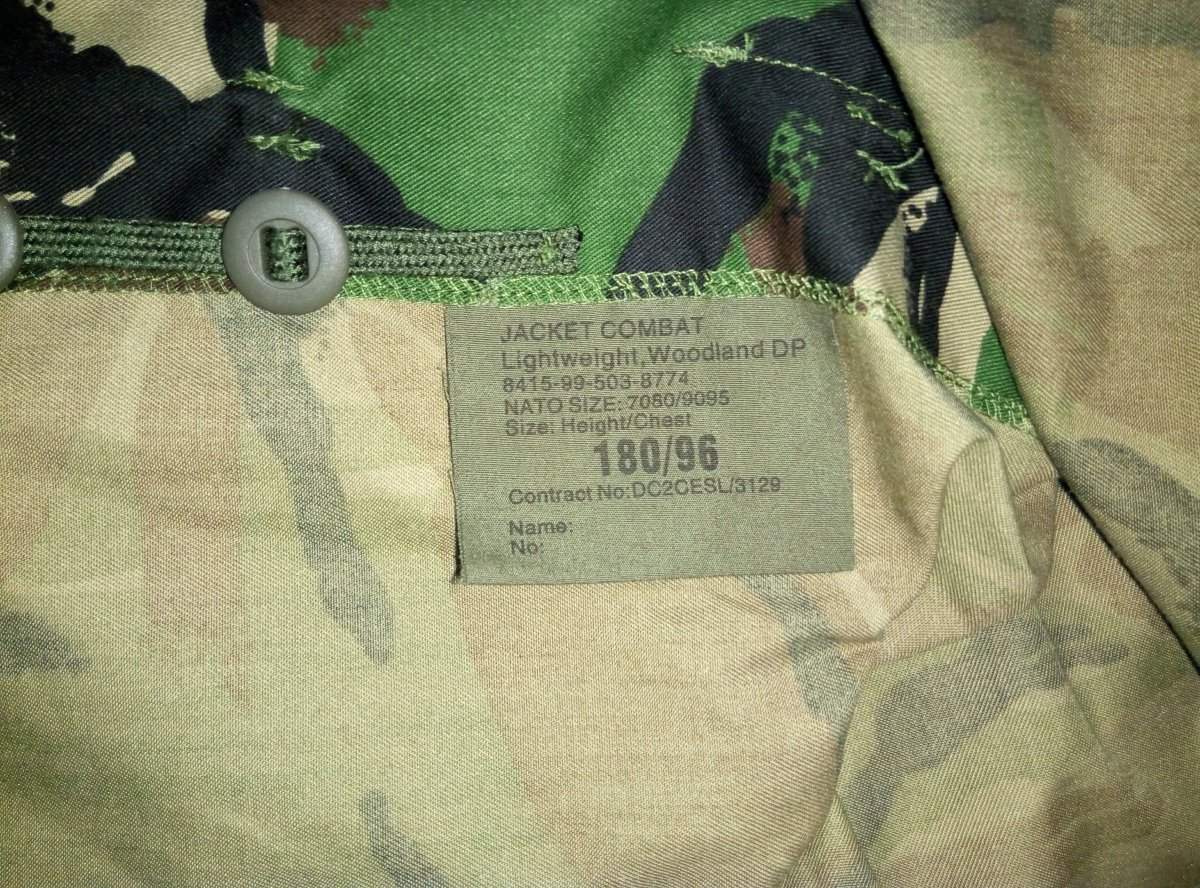 JACKET COMBAT
Lightweight, Woodland DP
8415-99-503-8774
NATO SIZE: 7080/9095
Size: Height/Chest
180/96
Contract No:DC2CESL/3129
Name:
No: